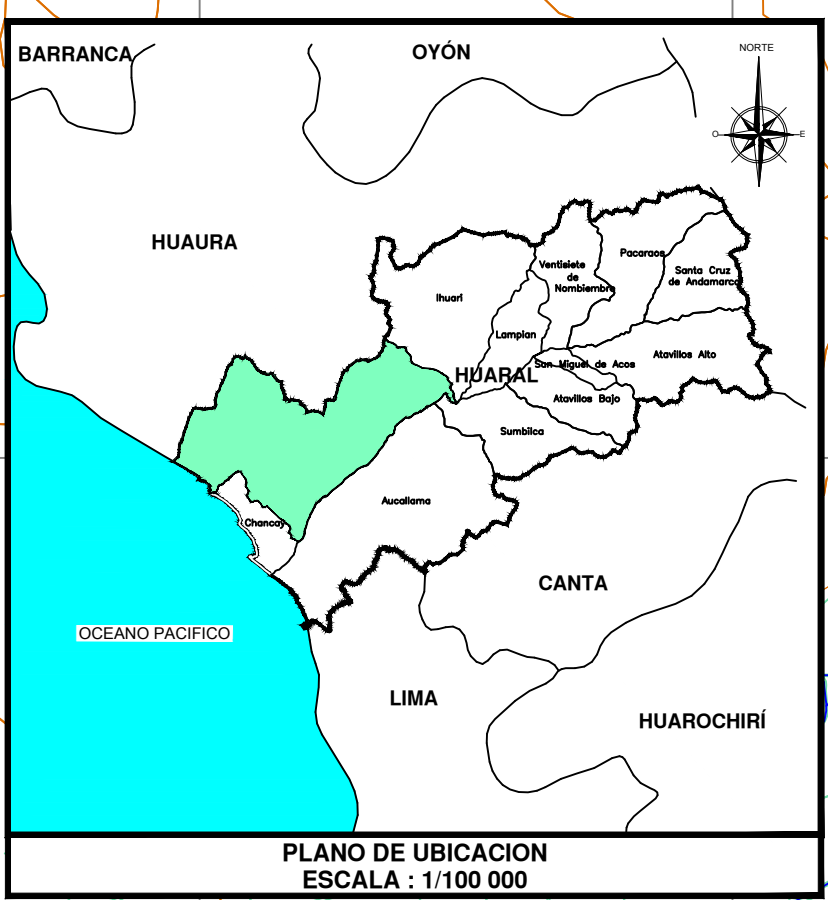 BARRANCA
OYÓN
NORTE
O
E
HUAURA
Ventisiete
de
Nombiembre
Pacaraos
Santa Cruz
de Andamarca
Ihuari
Lampian
San Miguel de Acos
Atavillos Alto
HUARAL
Atavillos Bajo
Sumbilca
Aucallama
Chancay
CANTA
OCEANO PACIFICO
LIMA
HUAROCHIRÍ
PLANO DE UBICACION
ESCALA : 1/100 000